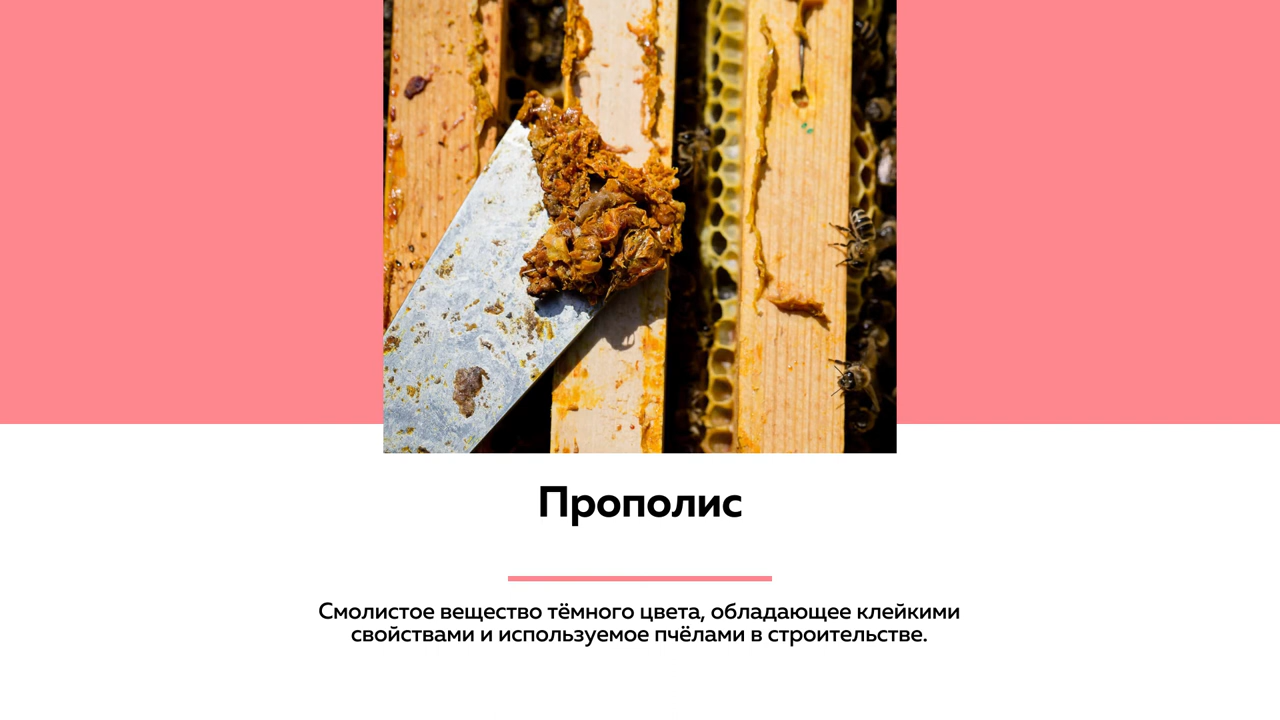 Прополис
Смолистое вещество тёмного цвета, обладающее клейкими
свойствами и используемое пчёлами в строительстве.